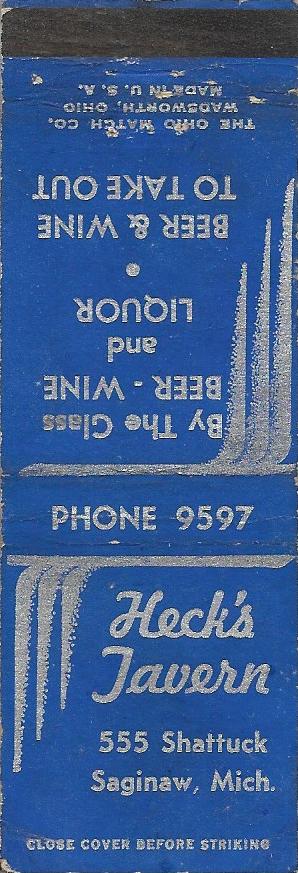 THE OHIO MATCH CO.
WADSWORTH, OHIO
MADE IN U. S. A.
By The Glass
BEER - WINE
and
LIQUOR
•
BEER & WINE
TO TAKE OUT
PHONE 9597
Heck's
Tavern
555 Shattuck
Saginaw, Mich.
CLOSE COVER BEFORE STRIKING